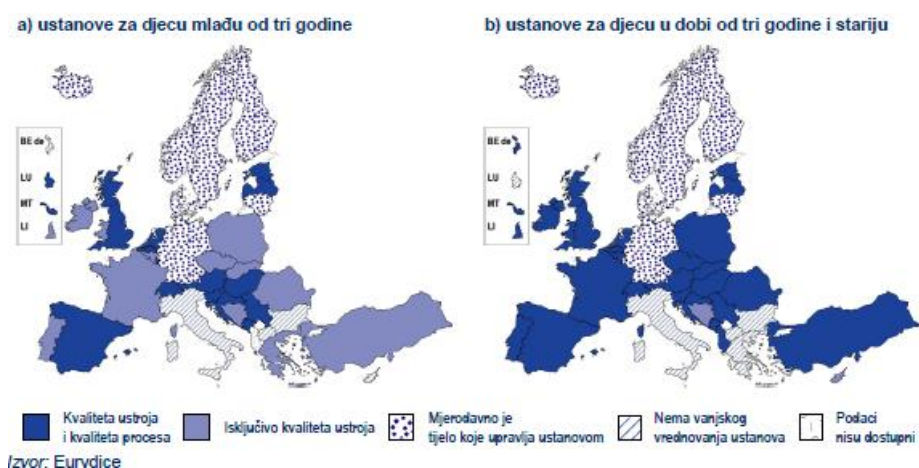 a) ustanove za djecu mlađu od tri godine
b) ustanove za djecu u dobi od tri godine i stariju
BE de
LU
MT
LI
BE de
LU
MT
LI
Kvaliteta ustroja
i kvaliteta procesa
Isključivo kvaliteta ustroja
Mjerodavno je
tijelo koje upravlja ustanovom
Nema vanjskog
vrednovanja ustanova
Podaci
nisu dostupni
Izvor: Eurydice